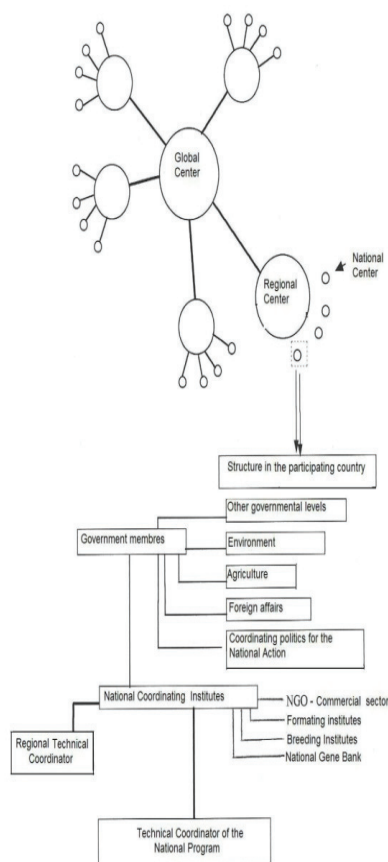 Global
Center
Regional
Center
National
Center
Structure in the participating country
Other governmental levels
Government membres
Environment
Agriculture
Foreign affairs
Coordinating politics for the
National Action
National Coordinating Institutes
NGO - Commercial sector
Formating institutes
Breeding Institutes
National Gene Bank
Regional Technical
Coordinator
Technical Coordinator of the
National Program